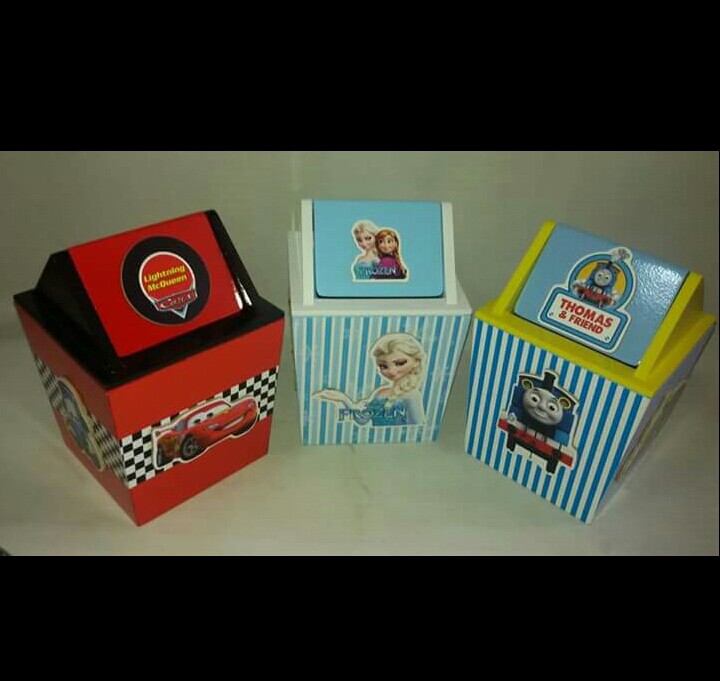 Lightning
McQueen
Cars
FROZEN
FROZEN
THOMAS
& FRIEND